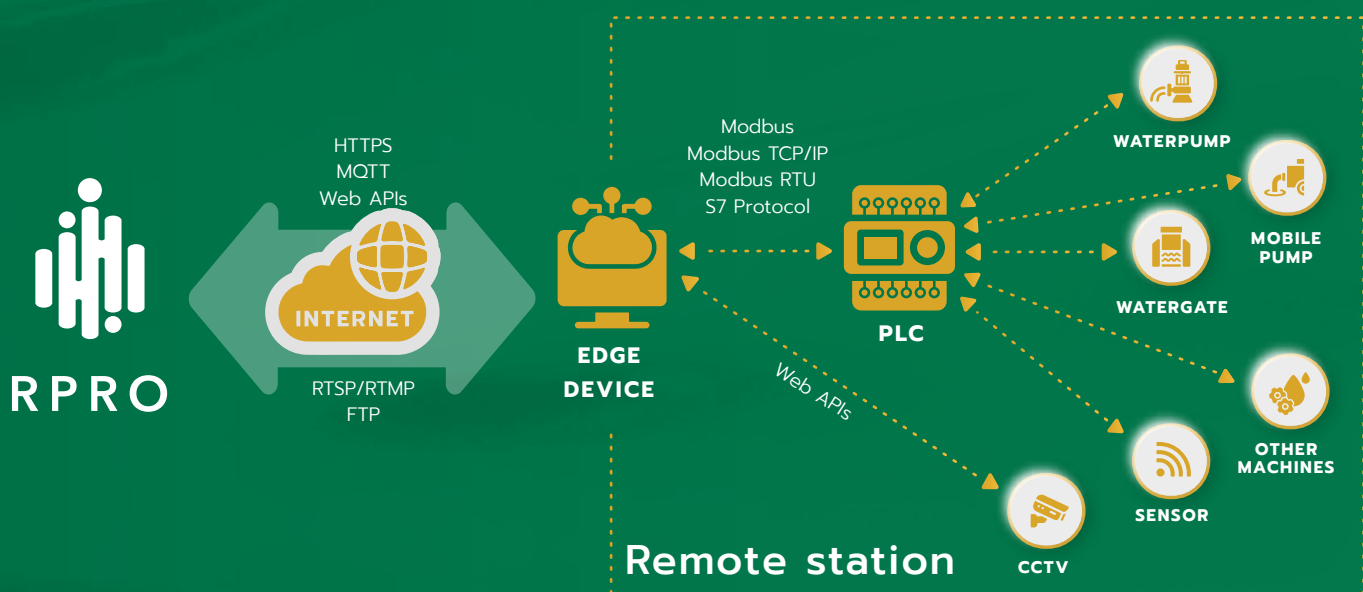 RPRO
HTTPS
MQTT
Web APIs
INTERNET
RTSP/RTMP
FTP
EDGE
DEVICE
Modbus
Modbus TCP/IP
Modbus RTU
S7 Protocol
PLC
Web APIs
WATERPUMP
MOBILE
PUMP
WATERGATE
OTHER
MACHINES
SENSOR
CCTV
Remote station